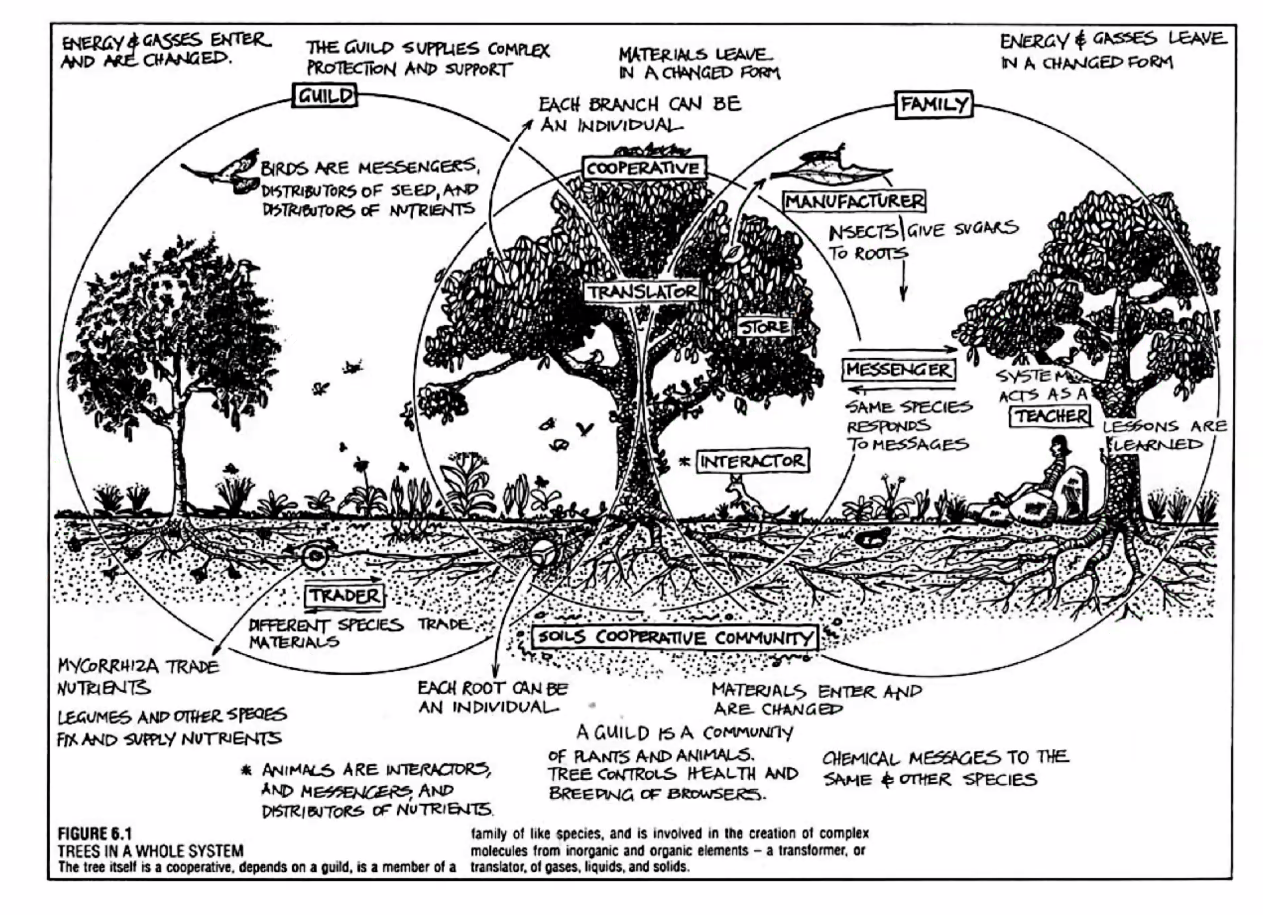 ENERGY & GASSES ENTER
AND ARE CHANGED.
THE GUILD SUPPLIES COMPLEX
PROTECTION AND SUPPORT
MATERIALS LEAVE
IN A CHANGED FORM
ENERGY & GASSES LEAVE
IN A CHANGED FORM
GUILD
EACH BRANCH CAN BE
AN INDIVIDUAL
FAMILY
BIRDS ARE MESSENGERS,
DISTRIBUTORS OF SEED, AND
DISTRIBUTORS OF NUTRIENTS
COOPERATIVE
MANUFACTURER
INSECTS GIVE SUGARS
TO ROOTS
TRANSLATOR
STORE
MESSENGER
SAME SPECIES
RESPONDS
TO MESSAGES
SYSTEM
ACTS AS A
TEACHER
LESSONS ARE
LEARNED
* INTERACTOR
TRADER
DIFFERENT SPECIES TRADE
MATERIALS
SOILS COOPERATIVE COMMUNITY
MYCORRHIZA TRADE
NUTRIENTS
LEGUMES AND OTHER SPECIES
FIX AND SUPPLY NUTRIENTS
EACH ROOT CAN BE
AN INDIVIDUAL
MATERIALS ENTER AND
ARE CHANGED
* ANIMALS ARE INTERACTORS,
AND MESSENGERS, AND
DISTRIBUTORS OF NUTRIENTS.
A GUILD IS A COMMUNITY
OF PLANTS AND ANIMALS.
TREE CONTROLS HEALTH AND
BREEDING OF BROWSERS.
CHEMICAL MESSAGES TO THE
SAME & OTHER SPECIES
FIGURE 6.1
TREES IN A WHOLE SYSTEM
The tree itself is a cooperative, depends on a guild, is a member of a
family of like species, and is involved in the creation of complex
molecules from inorganic and organic elements – a transformer, or
translator, of gases, liquids, and solids.